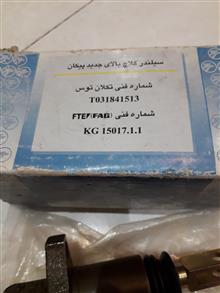 سیلندر کلاچ بالای جدید پیکان
شماره فنی تکلان توس
T031841513
شماره فنی FTE(FAG)
KG 15017.1.1